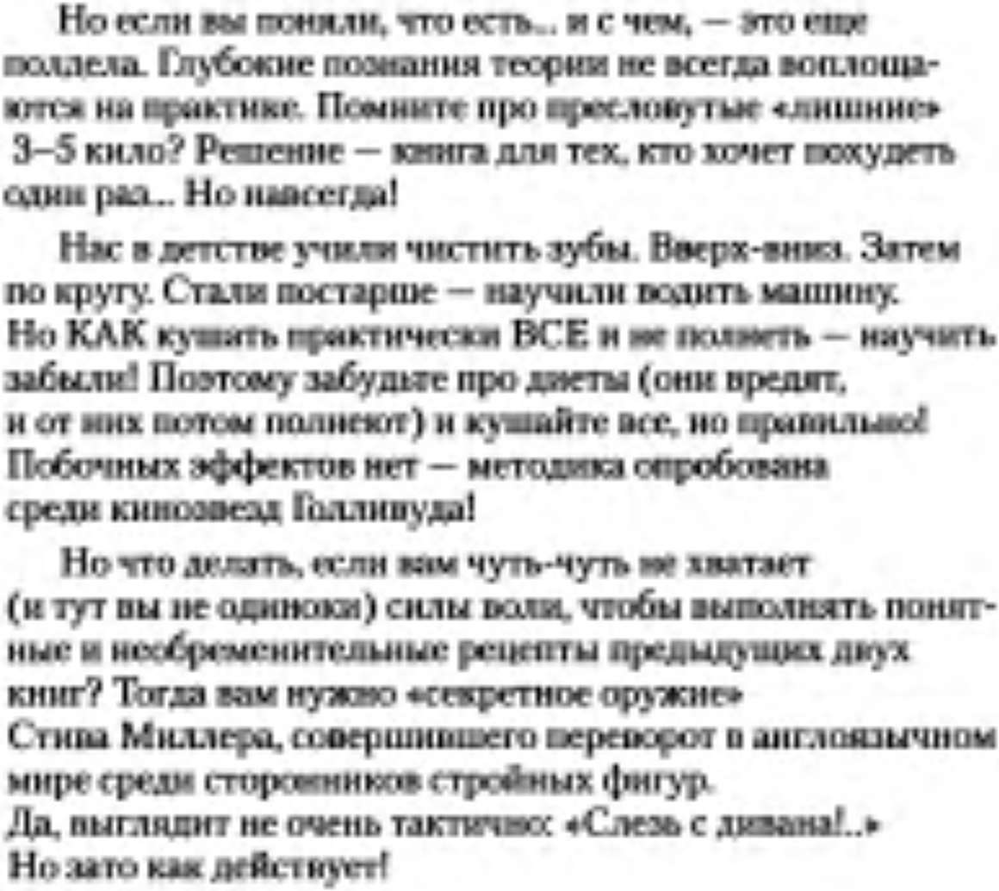 Но если вы поняли, что есть... и с чем, — это еще
полдела. Глубокие познания теории не всегда воплоща-
ются на практике. Помните про пресловутые «лишние»
3–5 кило? Решение — книга для тех, кто хочет похудеть
один раз... Но навсегда!
Нас в детстве учили чистить зубы. Вверх-вниз. Затем
по кругу. Стали постарше — научили водить машину.
Но КАК кушать практически ВСЕ и не полнеть — научить
забыли! Поэтому забудьте про диеты (они вредят,
и от них потом полнеют) и кушайте все, но правильно!
Побочных эффектов нет — методика опробована
среди кинозвезд Голливуда!
Но что делать, если вам чуть-чуть не хватает
(и тут вы не одиноки) силы воли, чтобы выполнять понят-
ные и необременительные рецепты предыдущих двух
книг? Тогда вам нужно «секретное оружие»
Стива Миллера, совершившего переворот в англоязычном
мире среди сторонников стройных фигур.
Да, выглядит не очень тактично: «Слезь с дивана!..»
Но зато как действует!